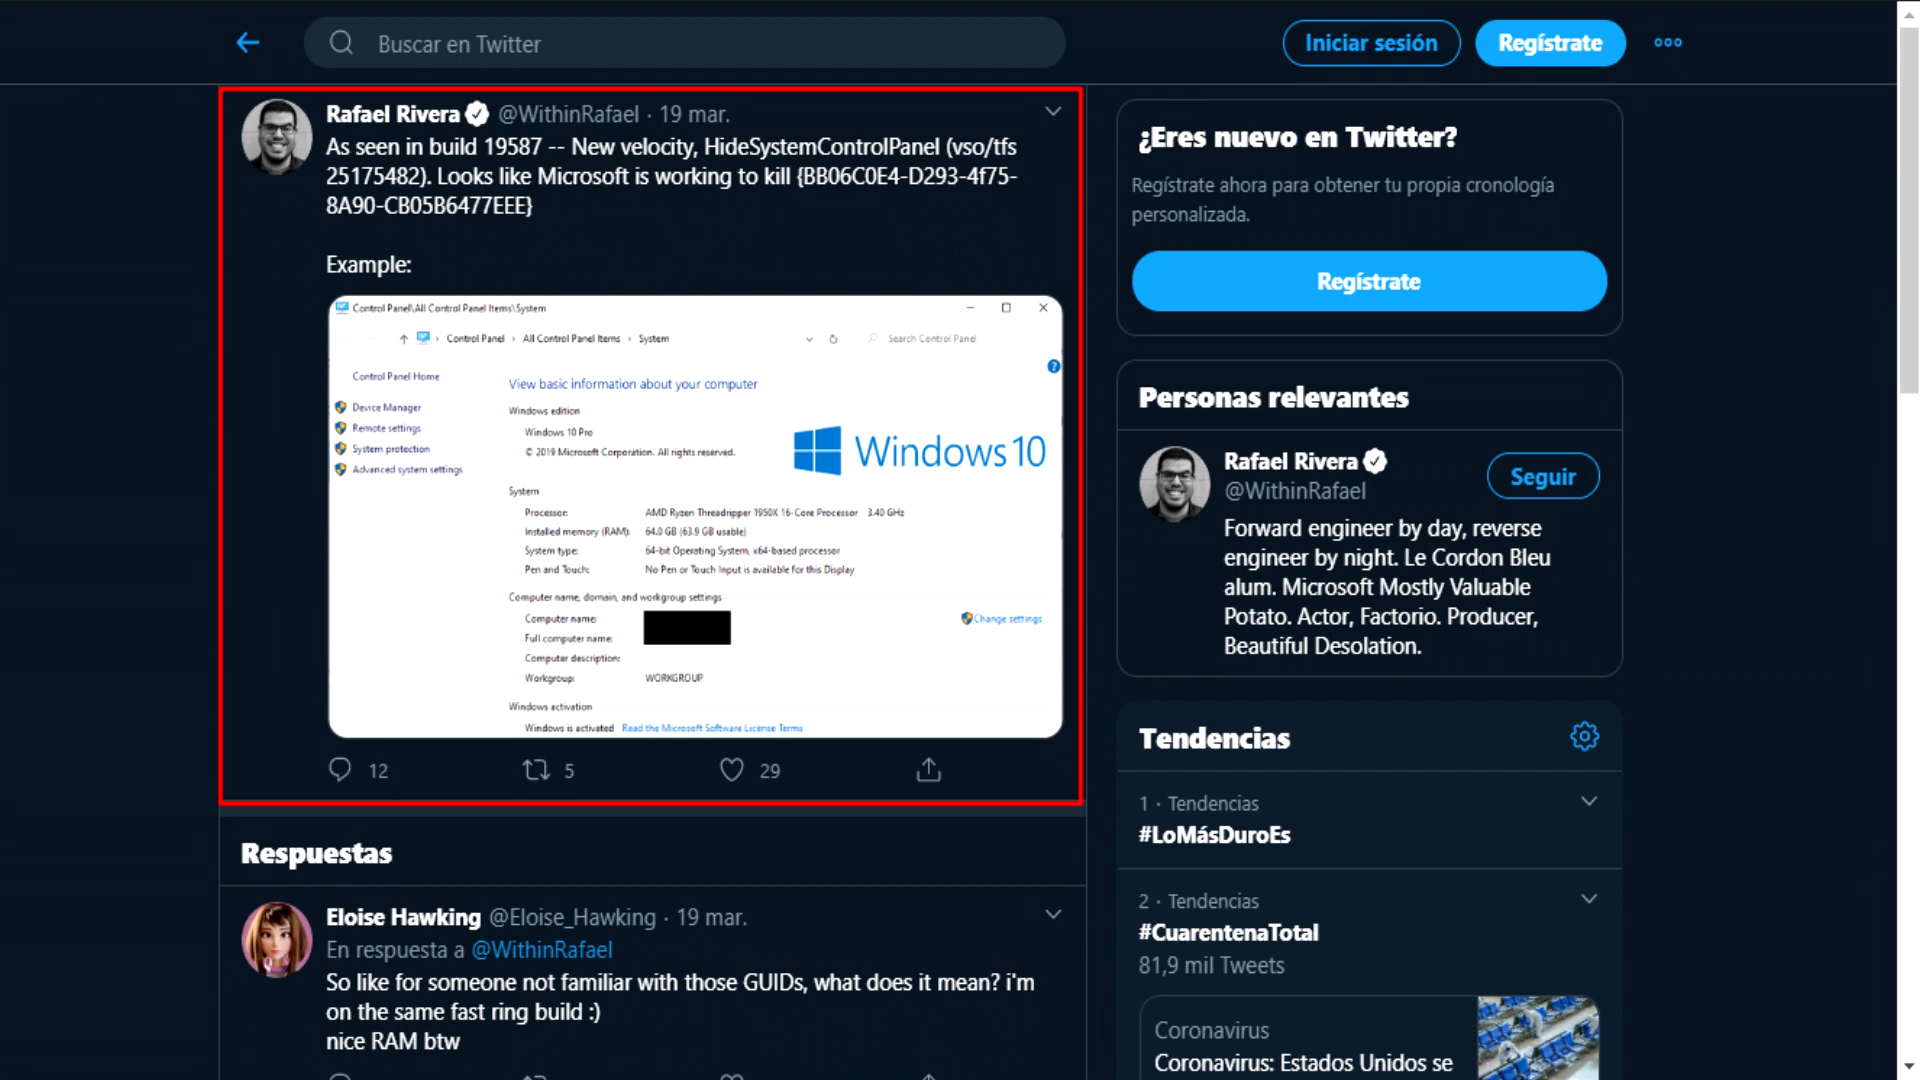 Buscar en Twitter
Iniciar sesión
Regístrate
Rafael Rivera @WithinRafael · 19 mar.
As seen in build 19587 -- New velocity, HideSystemControlPanel (vso/tfs
25175482). Looks like Microsoft is working to kill {BB06C0E4-D293-4f75-
8A90-CB05B6477EEE}
Example:
Control Panel\All Control Panel Items\System
Control Panel › All Control Panel Items › System
Search Control Panel
Control Panel Home
Device Manager
Remote settings
System protection
Advanced system settings
View basic information about your computer
Windows edition
Windows 10 Pro
© 2019 Microsoft Corporation. All rights reserved.
Windows 10
System
Processor: AMD Ryzen Threadripper 1950X 16-Core Processor 3.40 GHz
Installed memory (RAM): 64.0 GB (63.9 GB usable)
System type: 64-bit Operating System, x64-based processor
Pen and Touch: No Pen or Touch Input is available for this Display
Computer name, domain, and workgroup settings
Computer name:
Change settings
Full computer name:
Computer description:
Workgroup: WORKGROUP
Windows activation
Windows is activated Read the Microsoft Software License Terms
12
5
29
Respuestas
Eloise Hawking @Eloise_Hawking · 19 mar.
En respuesta a @WithinRafael
So like for someone not familiar with those GUIDs, what does it mean? i'm
on the same fast ring build :)
nice RAM btw
¿Eres nuevo en Twitter?
Regístrate ahora para obtener tu propia cronología
personalizada.
Regístrate
Personas relevantes
Rafael Rivera
@WithinRafael
Seguir
Forward engineer by day, reverse
engineer by night. Le Cordon Bleu
alum. Microsoft Mostly Valuable
Potato. Actor, Factorio. Producer,
Beautiful Desolation.
Tendencias
1 · Tendencias
#LoMásDuroEs
2 · Tendencias
#CuarentenaTotal
81,9 mil Tweets
Coronavirus
Coronavirus: Estados Unidos se